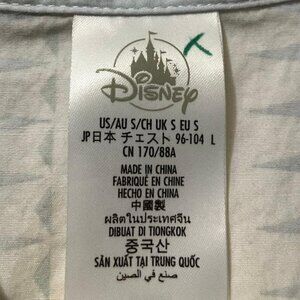 Disney
US/AU S/CH UK S EU S
JP日本 チェスト 96-104 L
CN 170/88A
MADE IN CHINA
FABRIQUÉ EN CHINE
HECHO EN CHINA
中國製
ผลิตในประเทศจีน
DIBUAT DI TIONGKOK
중국산
SẢN XUẤT TẠI TRUNG QUỐC
صنع في الصين